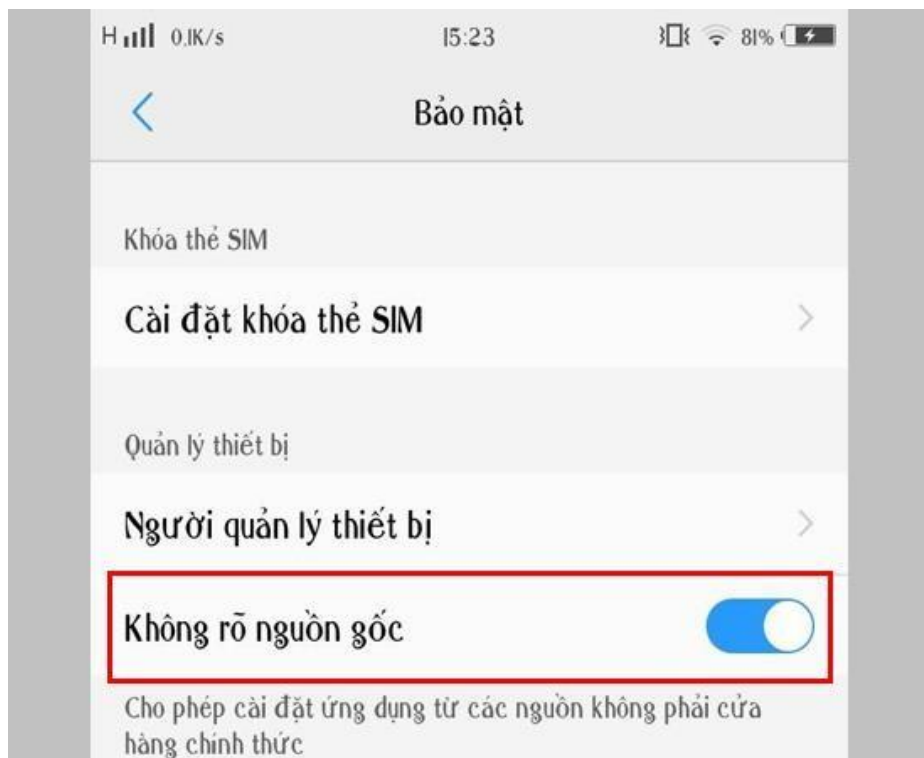 H 0.1K/s 15:23 81%
Bảo mật
Khóa thẻ SIM
Cài đặt khóa thẻ SIM
Quản lý thiết bị
Người quản lý thiết bị
Không rõ nguồn gốc
Cho phép cài đặt ứng dụng từ các nguồn không phải cửa
hàng chính thức